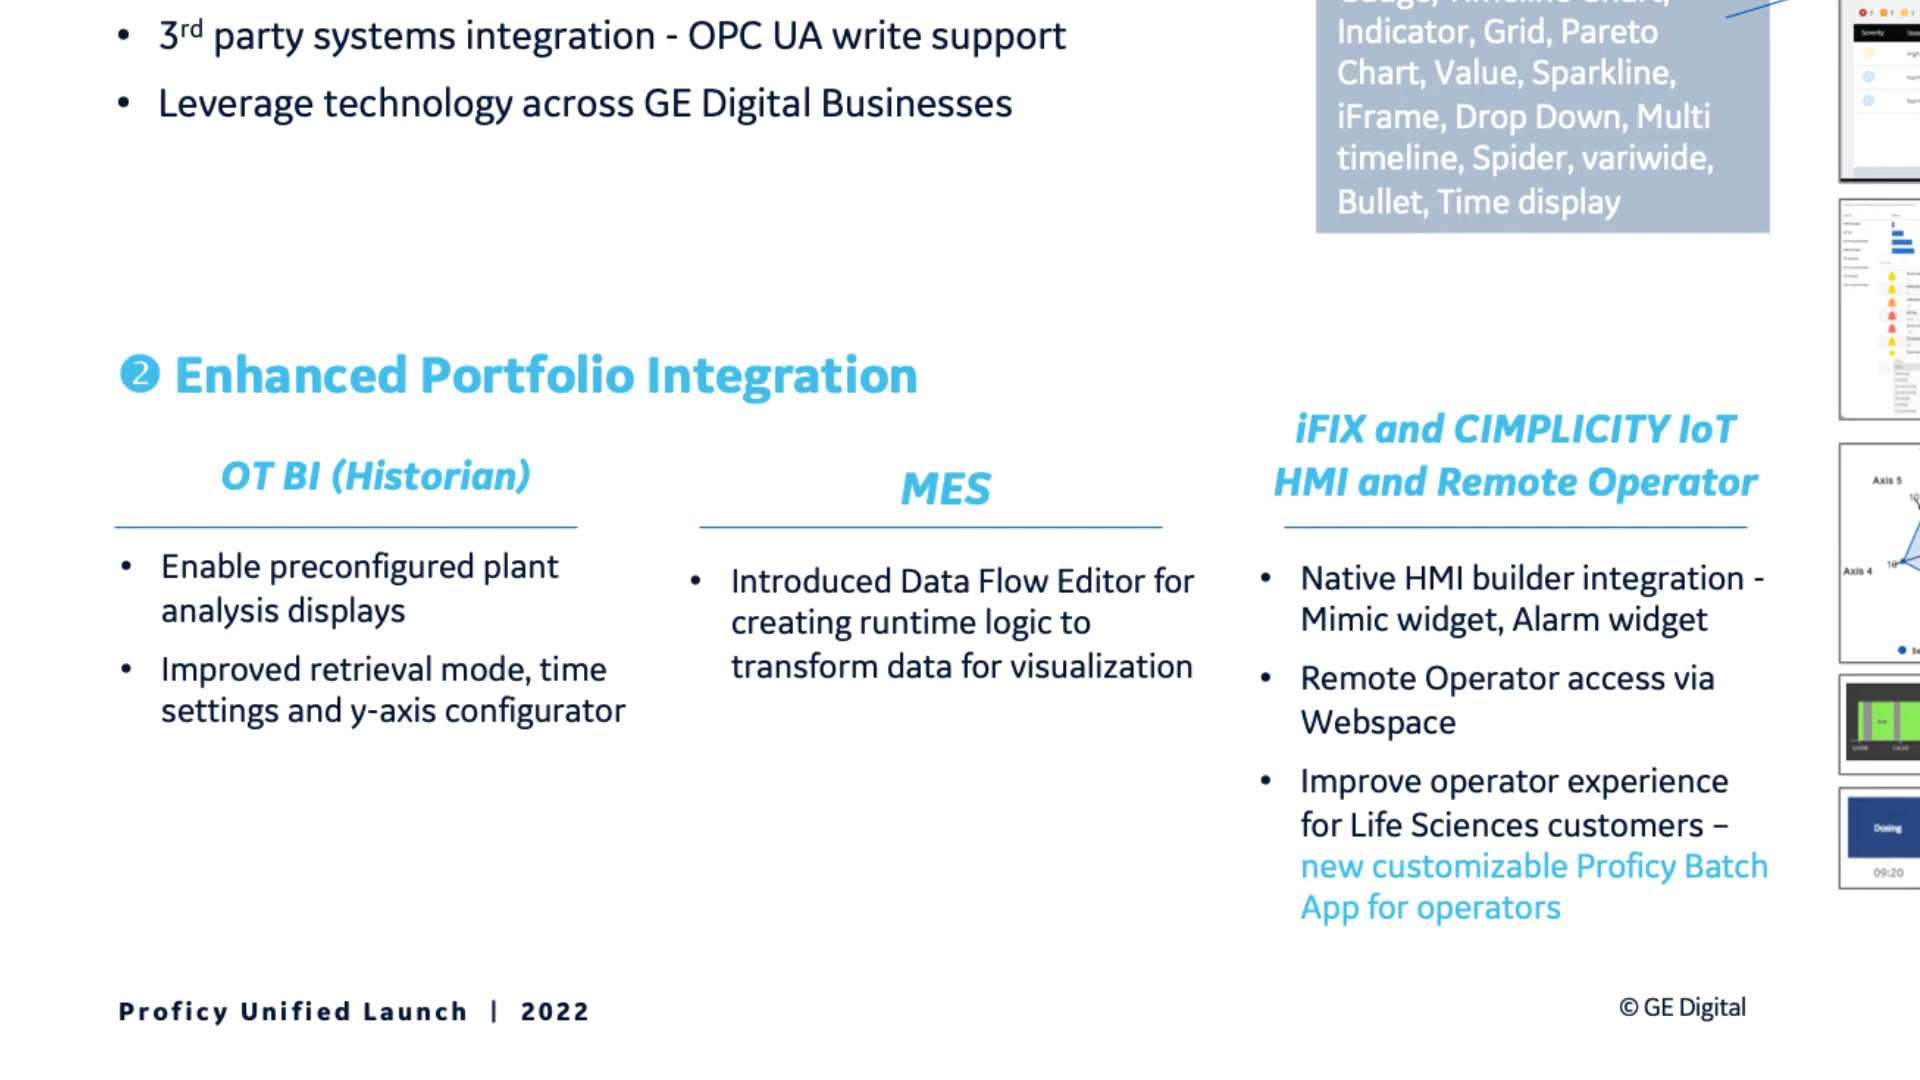 • 3rd party systems integration - OPC UA write support
• Leverage technology across GE Digital Businesses
Gauge, Timeline Chart,
Indicator, Grid, Pareto
Chart, Value, Sparkline,
iFrame, Drop Down, Multi
timeline, Spider, variwide,
Bullet, Time display
❷ Enhanced Portfolio Integration
OT BI (Historian)
• Enable preconfigured plant
analysis displays
• Improved retrieval mode, time
settings and y-axis configurator
MES
• Introduced Data Flow Editor for
creating runtime logic to
transform data for visualization
iFIX and CIMPLICITY IoT
HMI and Remote Operator
• Native HMI builder integration -
Mimic widget, Alarm widget
• Remote Operator access via
Webspace
• Improve operator experience
for Life Sciences customers –
new customizable Proficy Batch
App for operators
Severity
Axis 5
Axis 4
Dosing
09:20
Proficy Unified Launch | 2022
© GE Digital